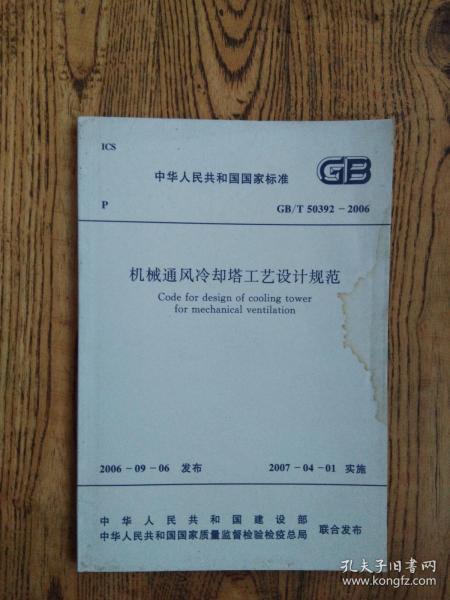 ICS
中华人民共和国国家标准
GB
P
GB/T 50392－2006
机械通风冷却塔工艺设计规范
Code for design of cooling tower
for mechanical ventilation
2006－09－06 发布
2007－04－01 实施
中华人民共和国建设部
中华人民共和国国家质量监督检验检疫总局
联合发布
孔夫子旧书网
www.kongfz.com